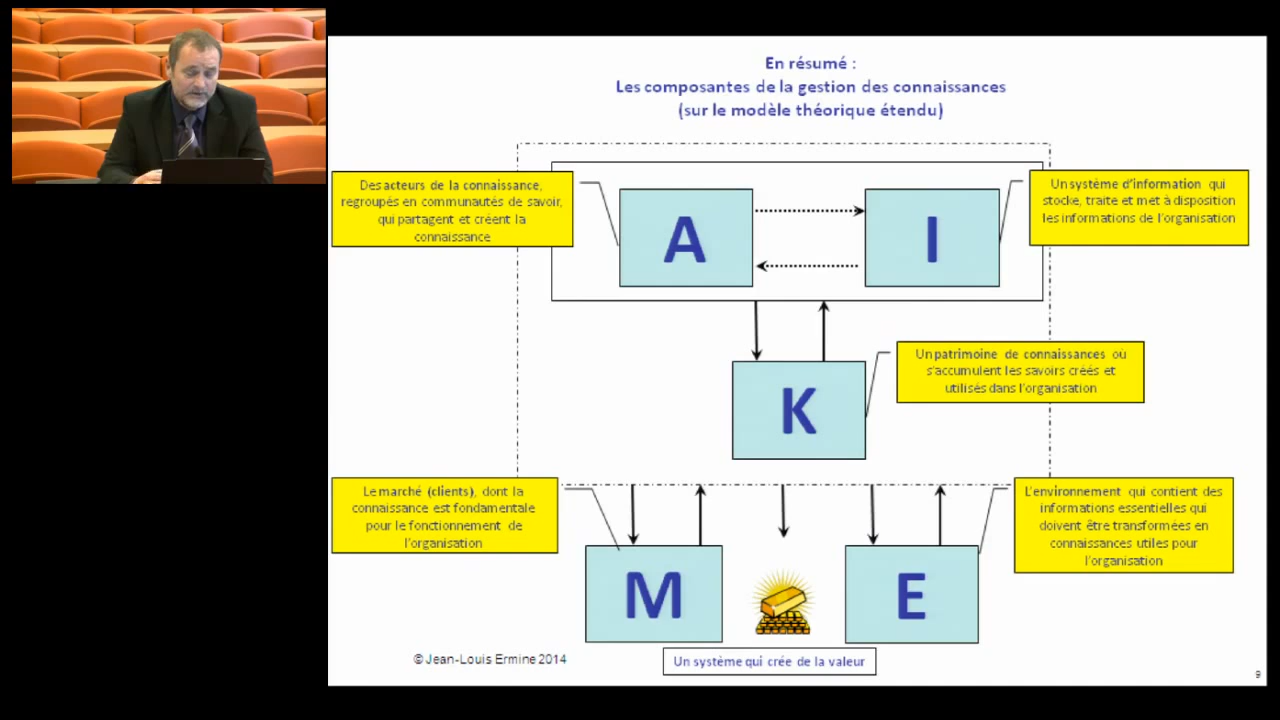 En résumé :
Les composantes de la gestion des connaissances
(sur le modèle théorique étendu)
Des acteurs de la connaissance,
regroupés en communautés de savoir,
qui partagent et créent la
connaissance
A
I
Un système d'information qui
stocke, traite et met à disposition
les informations de l'organisation
K
Un patrimoine de connaissances où
s'accumulent les savoirs créés et
utilisés dans l'organisation
Le marché (clients), dont la
connaissance est fondamentale
pour le fonctionnement de
l'organisation
M
E
L'environnement qui contient des
informations essentielles qui
doivent être transformées en
connaissances utiles pour
l'organisation
© Jean-Louis Ermine 2014
Un système qui crée de la valeur
9